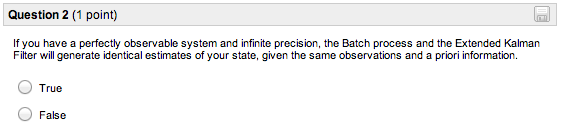 Question 2 (1 point)
If you have a perfectly observable system and infinite precision, the Batch process and the Extended Kalman
Filter will generate identical estimates of your state, given the same observations and a priori information.
True
False